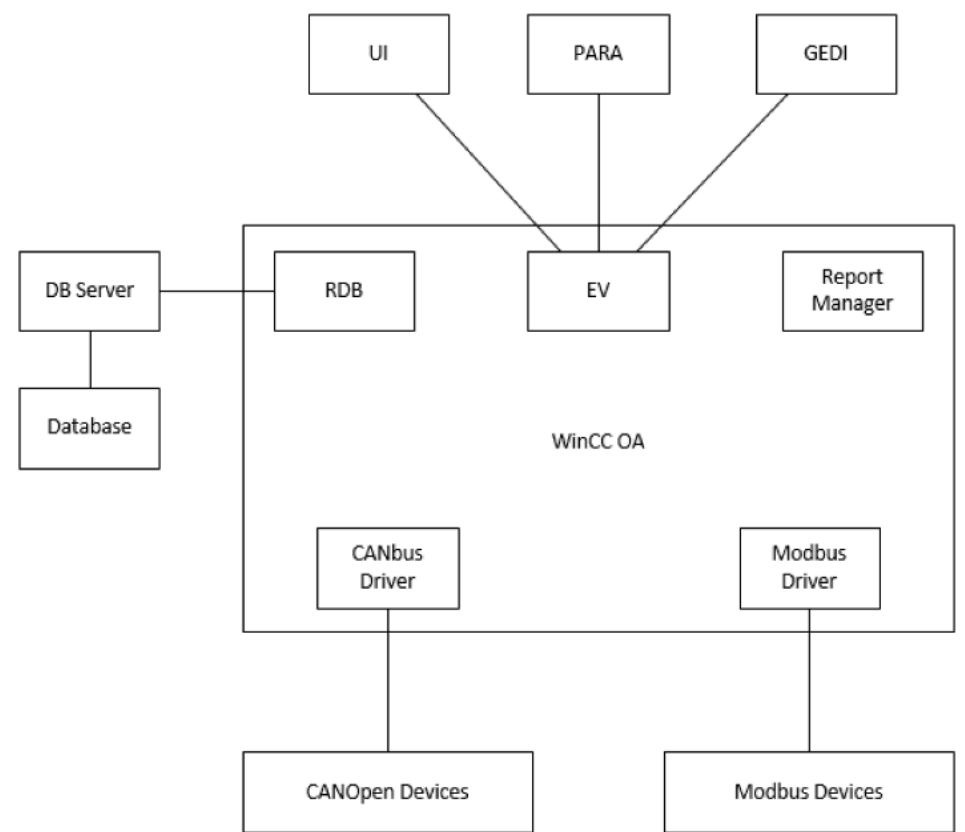 UI
PARA
GEDI
DB Server
RDB
EV
Report
Manager
Database
WinCC OA
CANbus
Driver
Modbus
Driver
CANOpen Devices
Modbus Devices